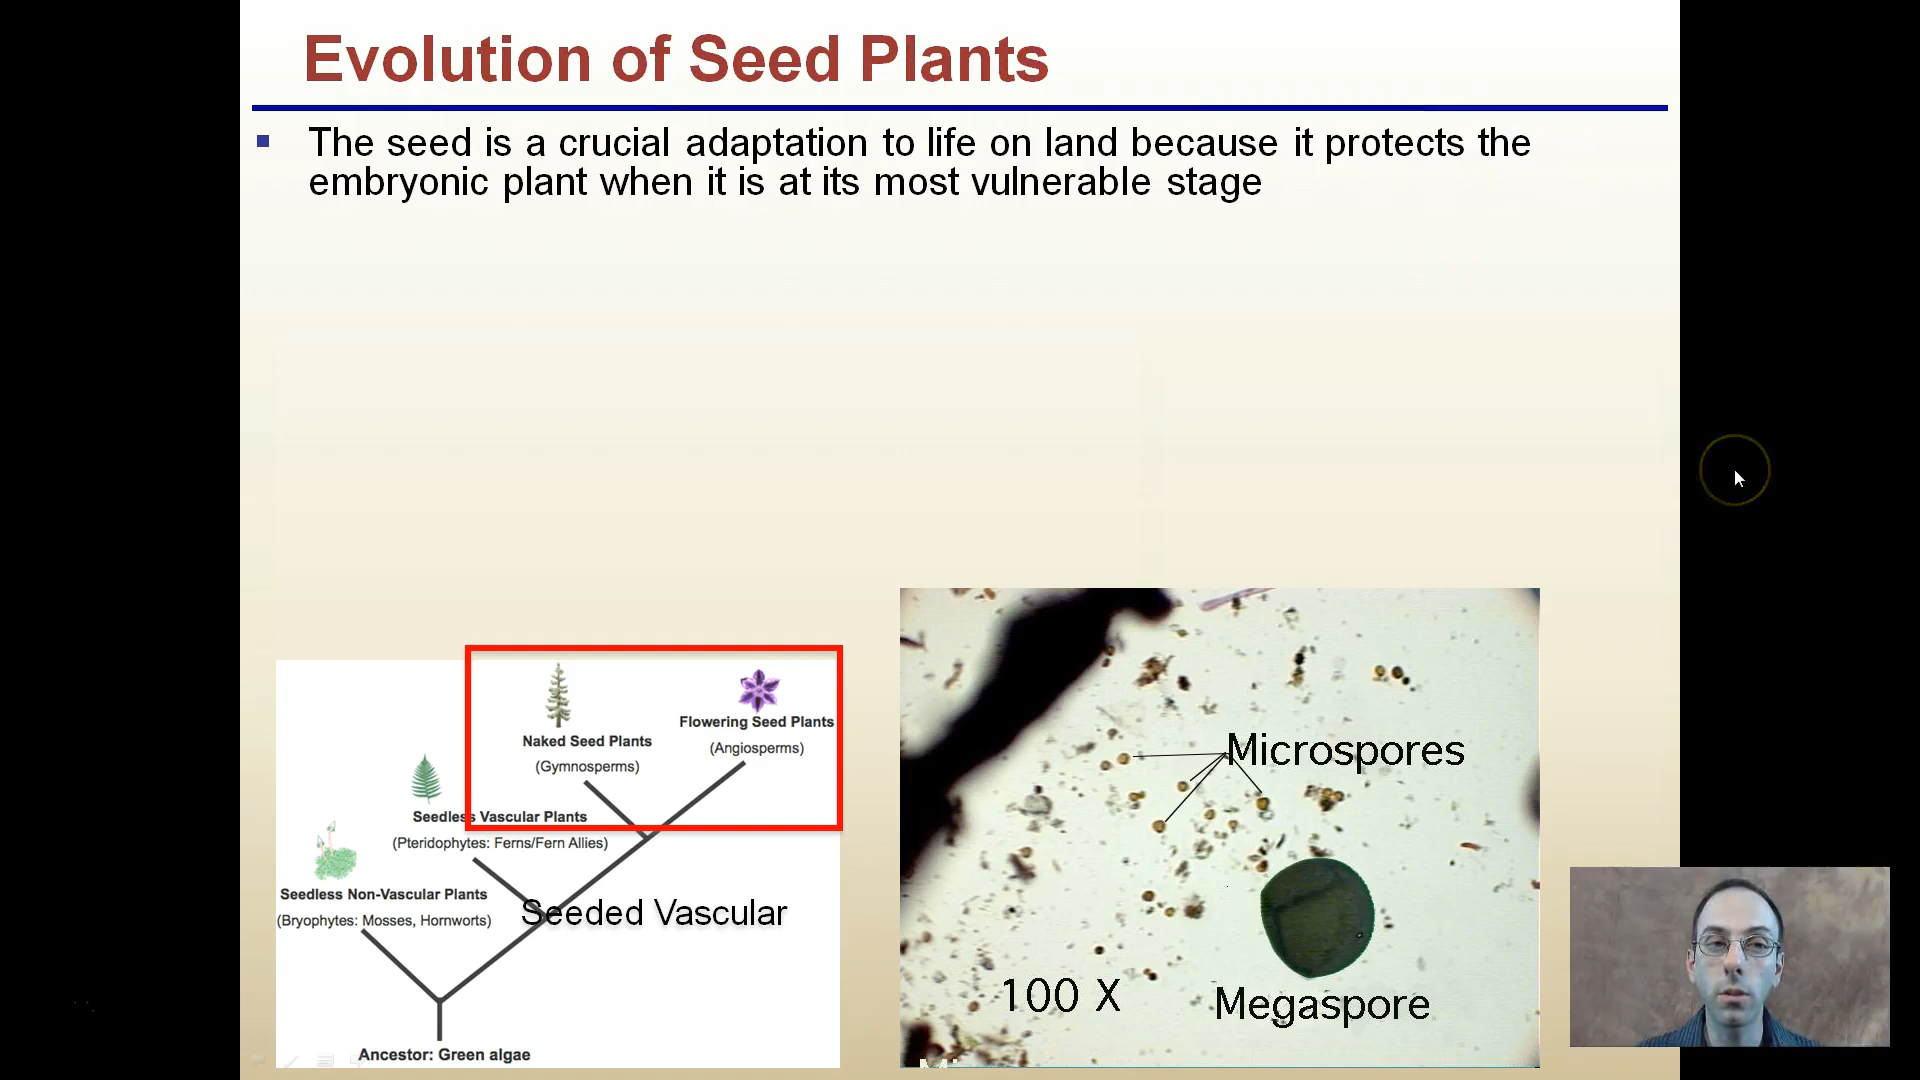 Evolution of Seed Plants
The seed is a crucial adaptation to life on land because it protects the
embryonic plant when it is at its most vulnerable stage
Flowering Seed Plants
(Angiosperms)
Naked Seed Plants
(Gymnosperms)
Seedless Vascular Plants
(Pteridophytes: Ferns/Fern Allies)
Seedless Non-Vascular Plants
(Bryophytes: Mosses, Hornworts)
Seeded Vascular
Ancestor: Green algae
Microspores
100 X
Megaspore